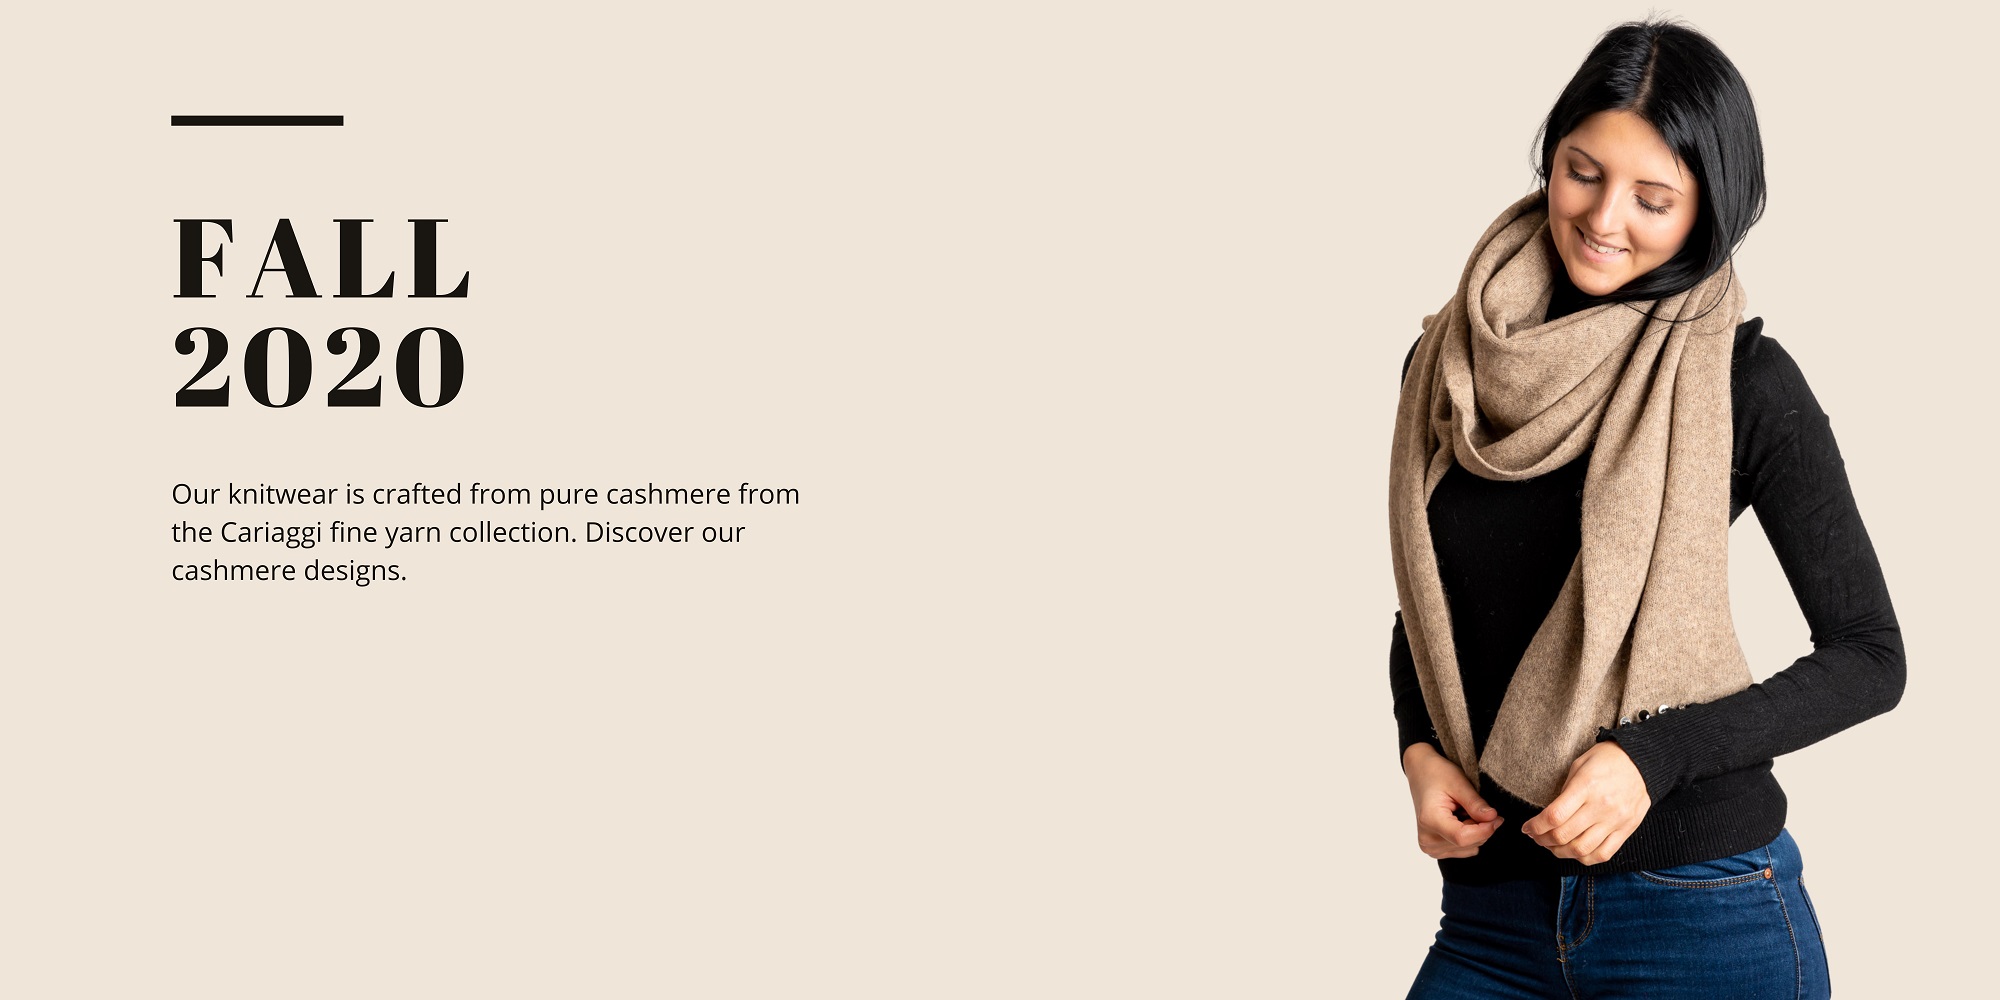 FALL
2020
Our knitwear is crafted from pure cashmere from
the Cariaggi fine yarn collection. Discover our
cashmere designs.